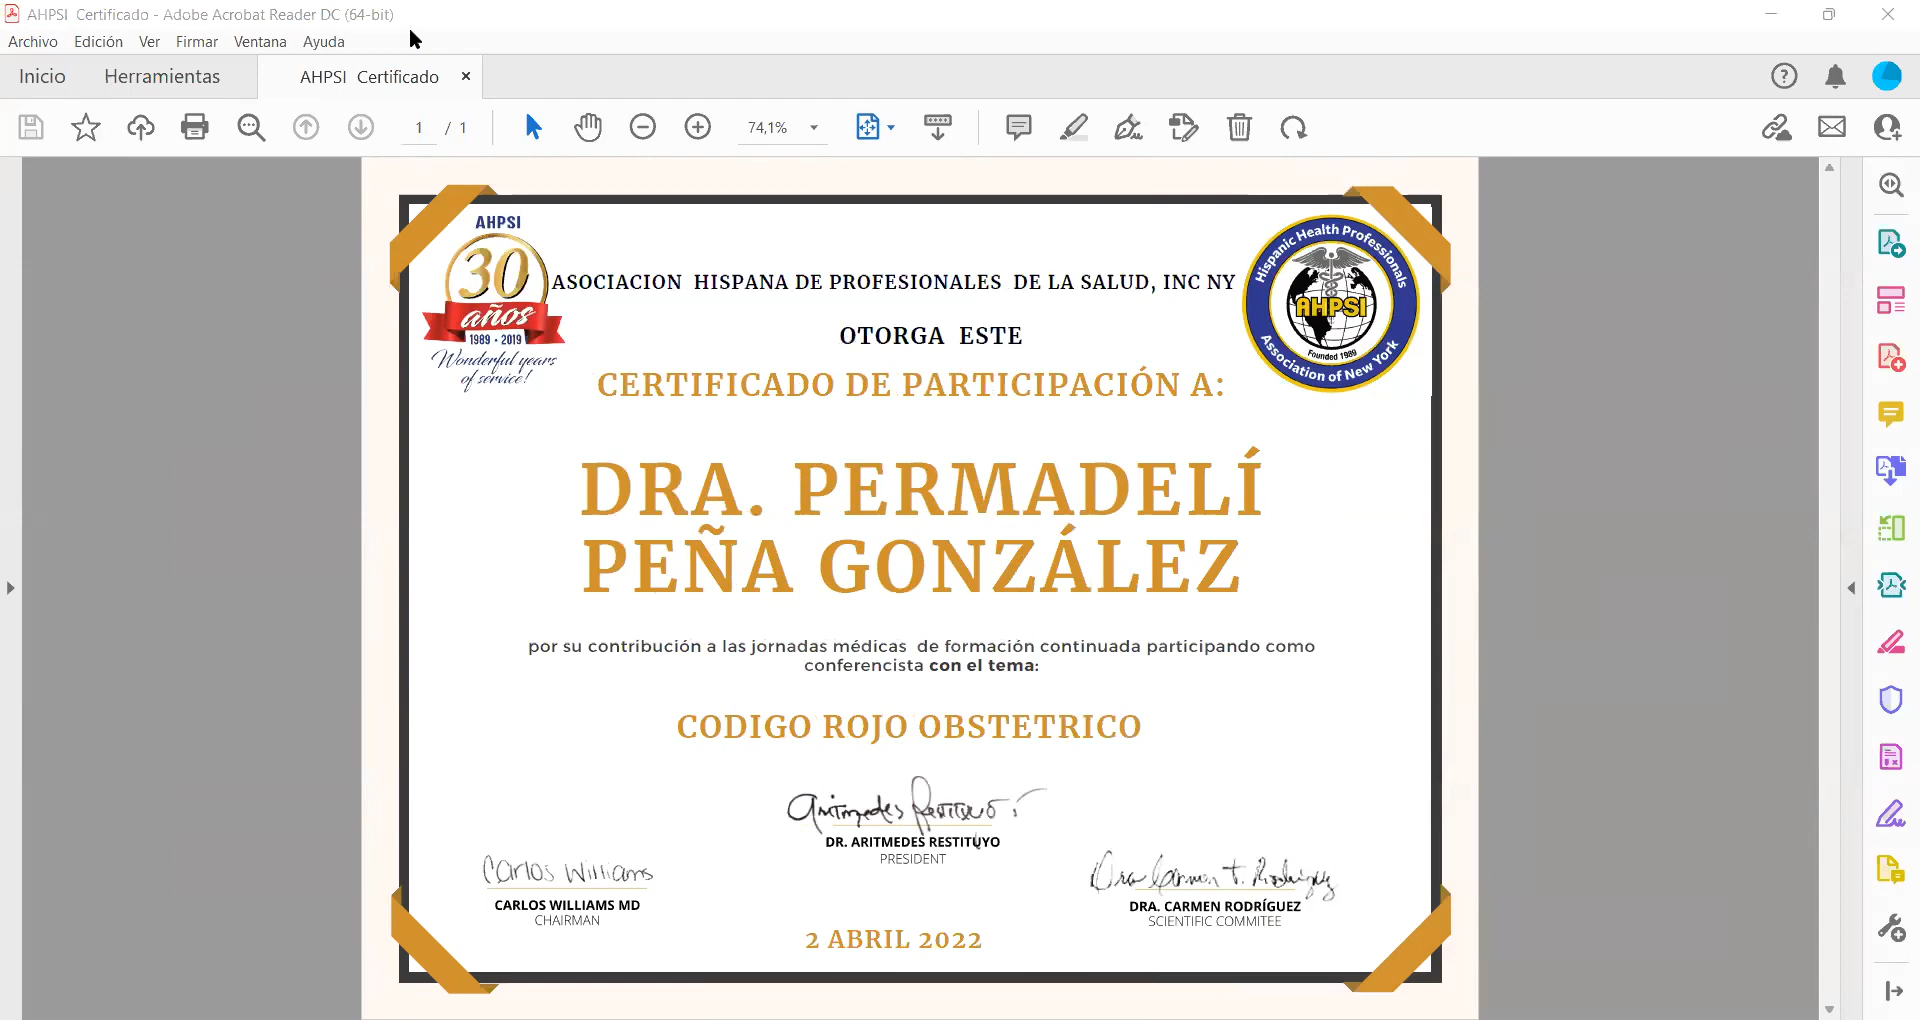 AHPSI  Certificado - Adobe Acrobat Reader DC (64-bit)
Archivo Edición Ver Firmar Ventana Ayuda
Inicio Herramientas AHPSI  Certificado ×
1 / 1 74,1%
AHPSI
30
años
1989 - 2019
Wonderful years
of service!
Hispanic Health Professionals
AHPSI
Founded 1989
Association of New York
ASOCIACION  HISPANA DE PROFESIONALES  DE LA SALUD, INC NY
OTORGA  ESTE
CERTIFICADO DE PARTICIPACIÓN A:
DRA. PERMADELÍ
PEÑA GONZÁLEZ
por su contribución a las jornadas médicas  de formación continuada participando como
conferencista con el tema:
CODIGO ROJO OBSTETRICO
Aritmedes Restituyo
DR. ARITMEDES RESTITUYO
PRESIDENT
Carlos Williams
CARLOS WILLIAMS MD
CHAIRMAN
Dra Carmen T. Rodriguez
DRA. CARMEN RODRÍGUEZ
SCIENTIFIC COMMITEE
2 ABRIL 2022